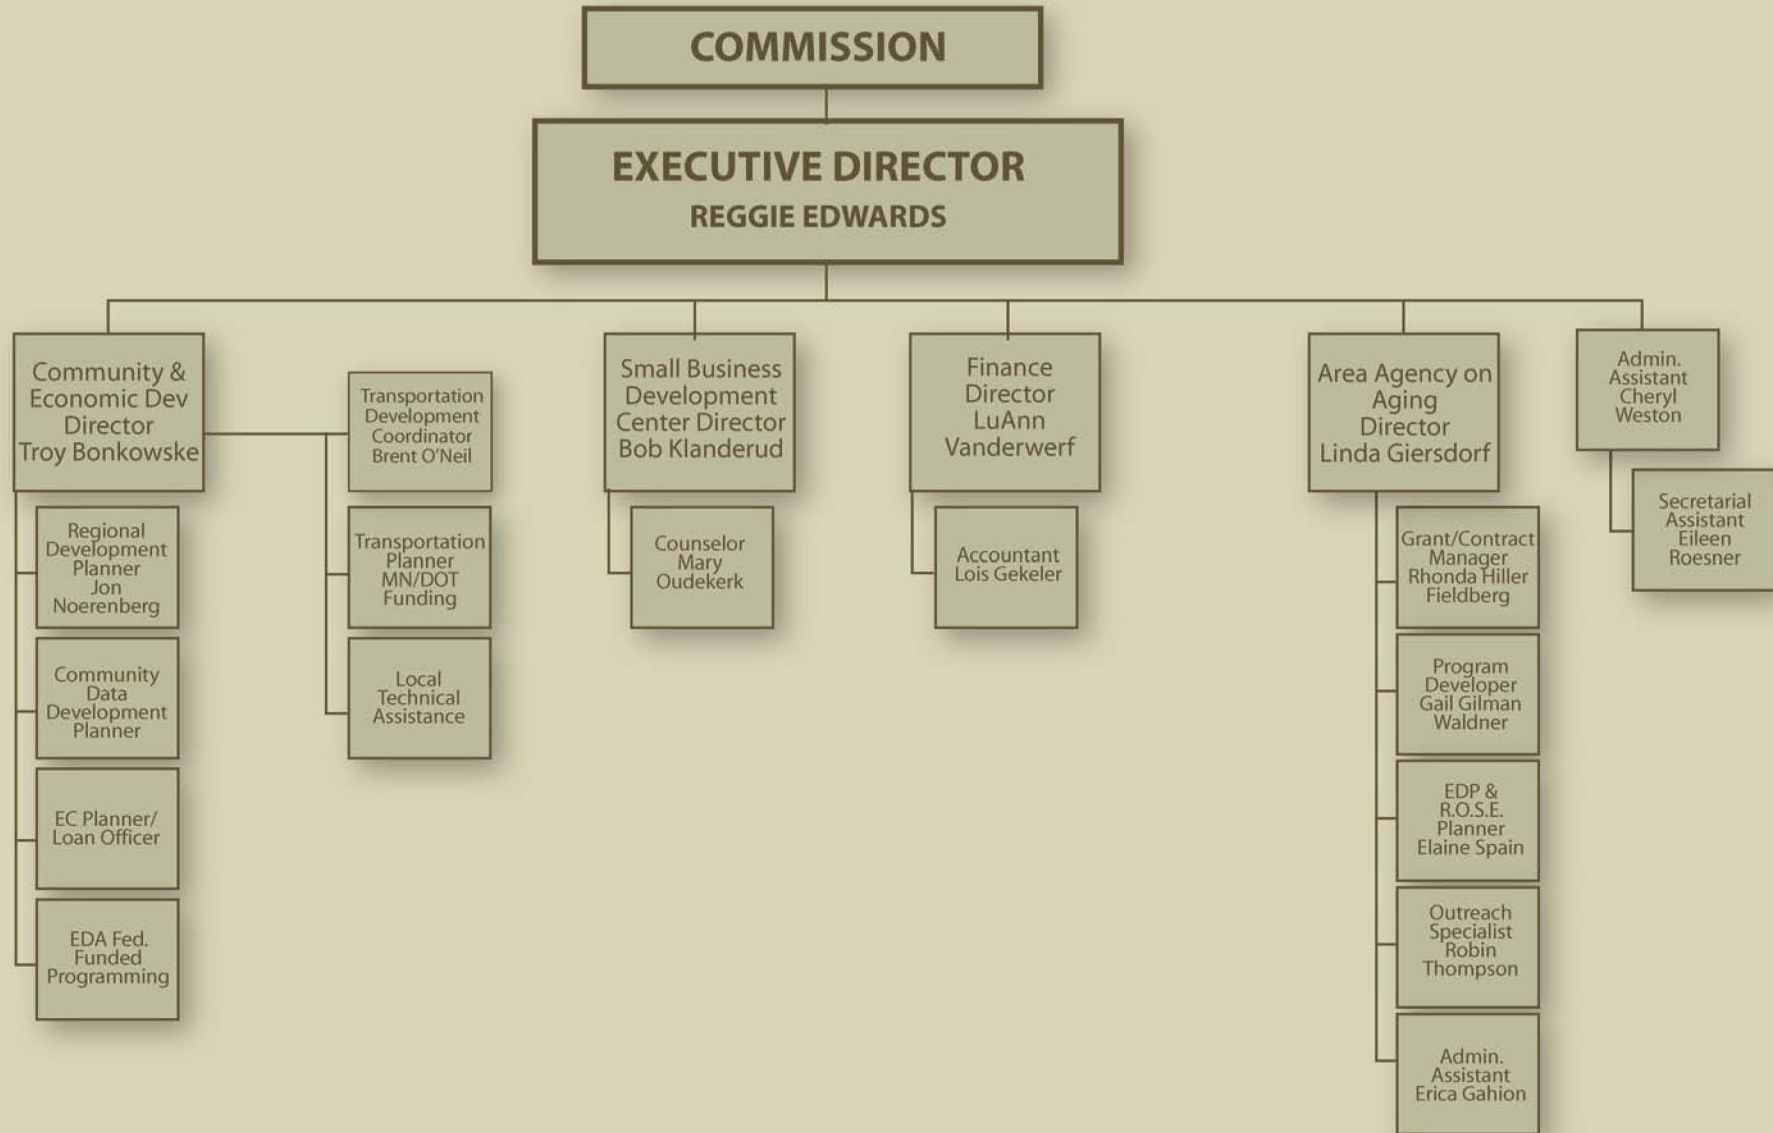 COMMISSION
EXECUTIVE DIRECTOR
REGGIE EDWARDS
Community &
Economic Dev
Director
Troy Bonkowske
Regional
Development
Planner
Jon
Noerenberg
Community
Data
Development
Planner
EC Planner/
Loan Officer
EDA Fed.
Funded
Programming
Transportation
Development
Coordinator
Brent O'Neil
Transportation
Planner
MN/DOT
Funding
Local
Technical
Assistance
Small Business
Development
Center Director
Bob Klanderud
Counselor
Mary
Oudekerk
Finance
Director
LuAnn
Vanderwerf
Accountant
Lois Gekeler
Area Agency on
Aging
Director
Linda Giersdorf
Grant/Contract
Manager
Rhonda Hiller
Fieldberg
Program
Developer
Gail Gilman
Waldner
EDP &
R.O.S.E.
Planner
Elaine Spain
Outreach
Specialist
Robin
Thompson
Admin.
Assistant
Erica Gahion
Admin.
Assistant
Cheryl
Weston
Secretarial
Assistant
Eileen
Roesner